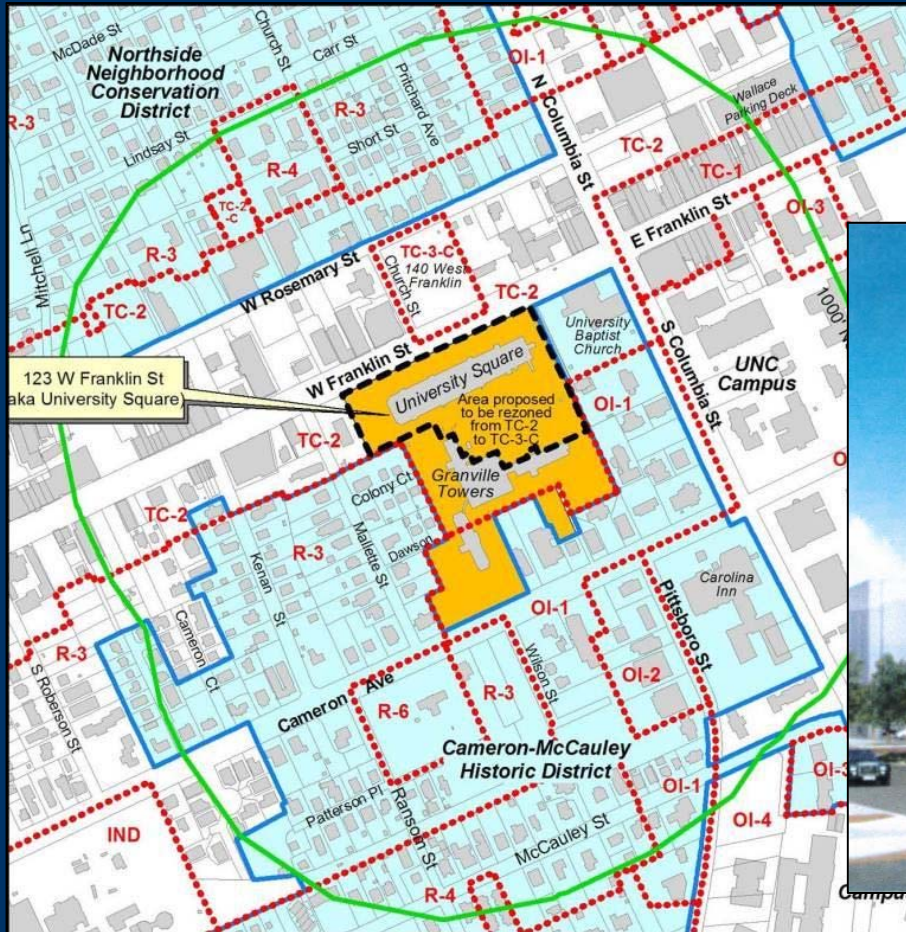 McDade St
Church St
Carr St
Northside
Neighborhood
Conservation
District
Pritchard Ave
OI-1
N Columbia St
Wallace
Parking Deck
R-3
R-3
Lindsay St
Short St
TC-2
R-4
TC-1
TC-2
-C
E Franklin St
OI-3
Mitchell Ln
R-3
TC-3-C
140 West
Franklin
Church St
W Rosemary St
TC-2
TC-2
1000'
University
Baptist
Church
W Franklin St
S Columbia St
UNC
Campus
123 W Franklin St
aka University Square)
University Square
Area proposed
to be rezoned
from TC-2
to TC-3-C
OI-1
TC-2
Granville
Towers
Colony Ct
TC-2
R-3
Mallette St
Dawson
Kenan St
Carolina
Inn
OI-1
Pittsboro St
Cameron Ct
R-3
S Roberson St
Wilson St
OI-2
Cameron Ave
R-3
R-6
Cameron-McCauley
Historic District
OI-3
OI-1
Patterson Pl
Ransom St
IND
McCauley St
OI-4
R-4
Campus